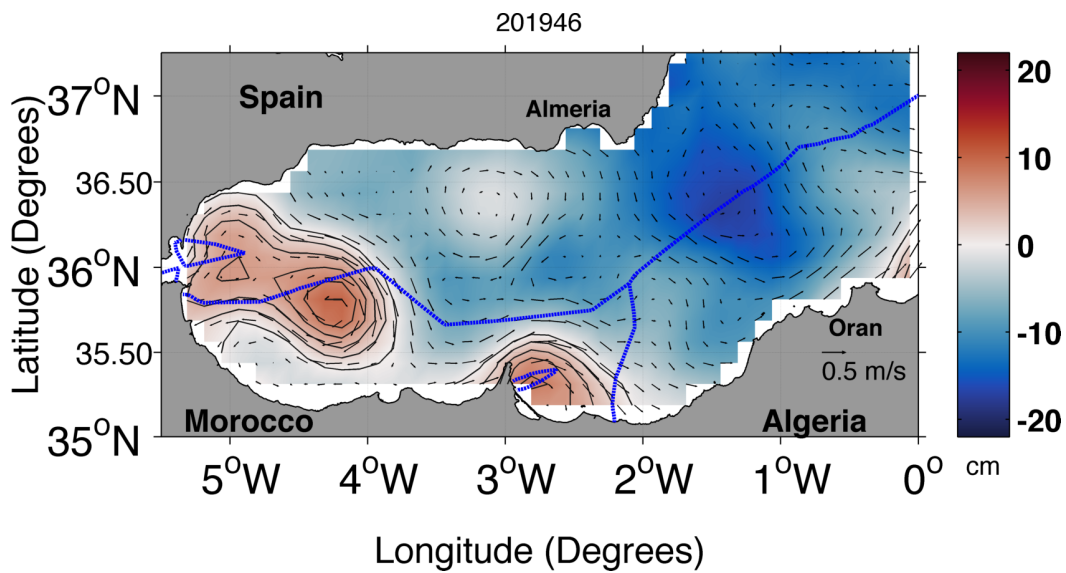 201946
Latitude (Degrees)
37°N
36.50
36°N
35.50
35°N
Spain
Almeria
Oran
0.5 m/s
Morocco
Algeria
5°W
4°W
3°W
2°W
1°W
0°
Longitude (Degrees)
20
10
0
-10
-20
cm